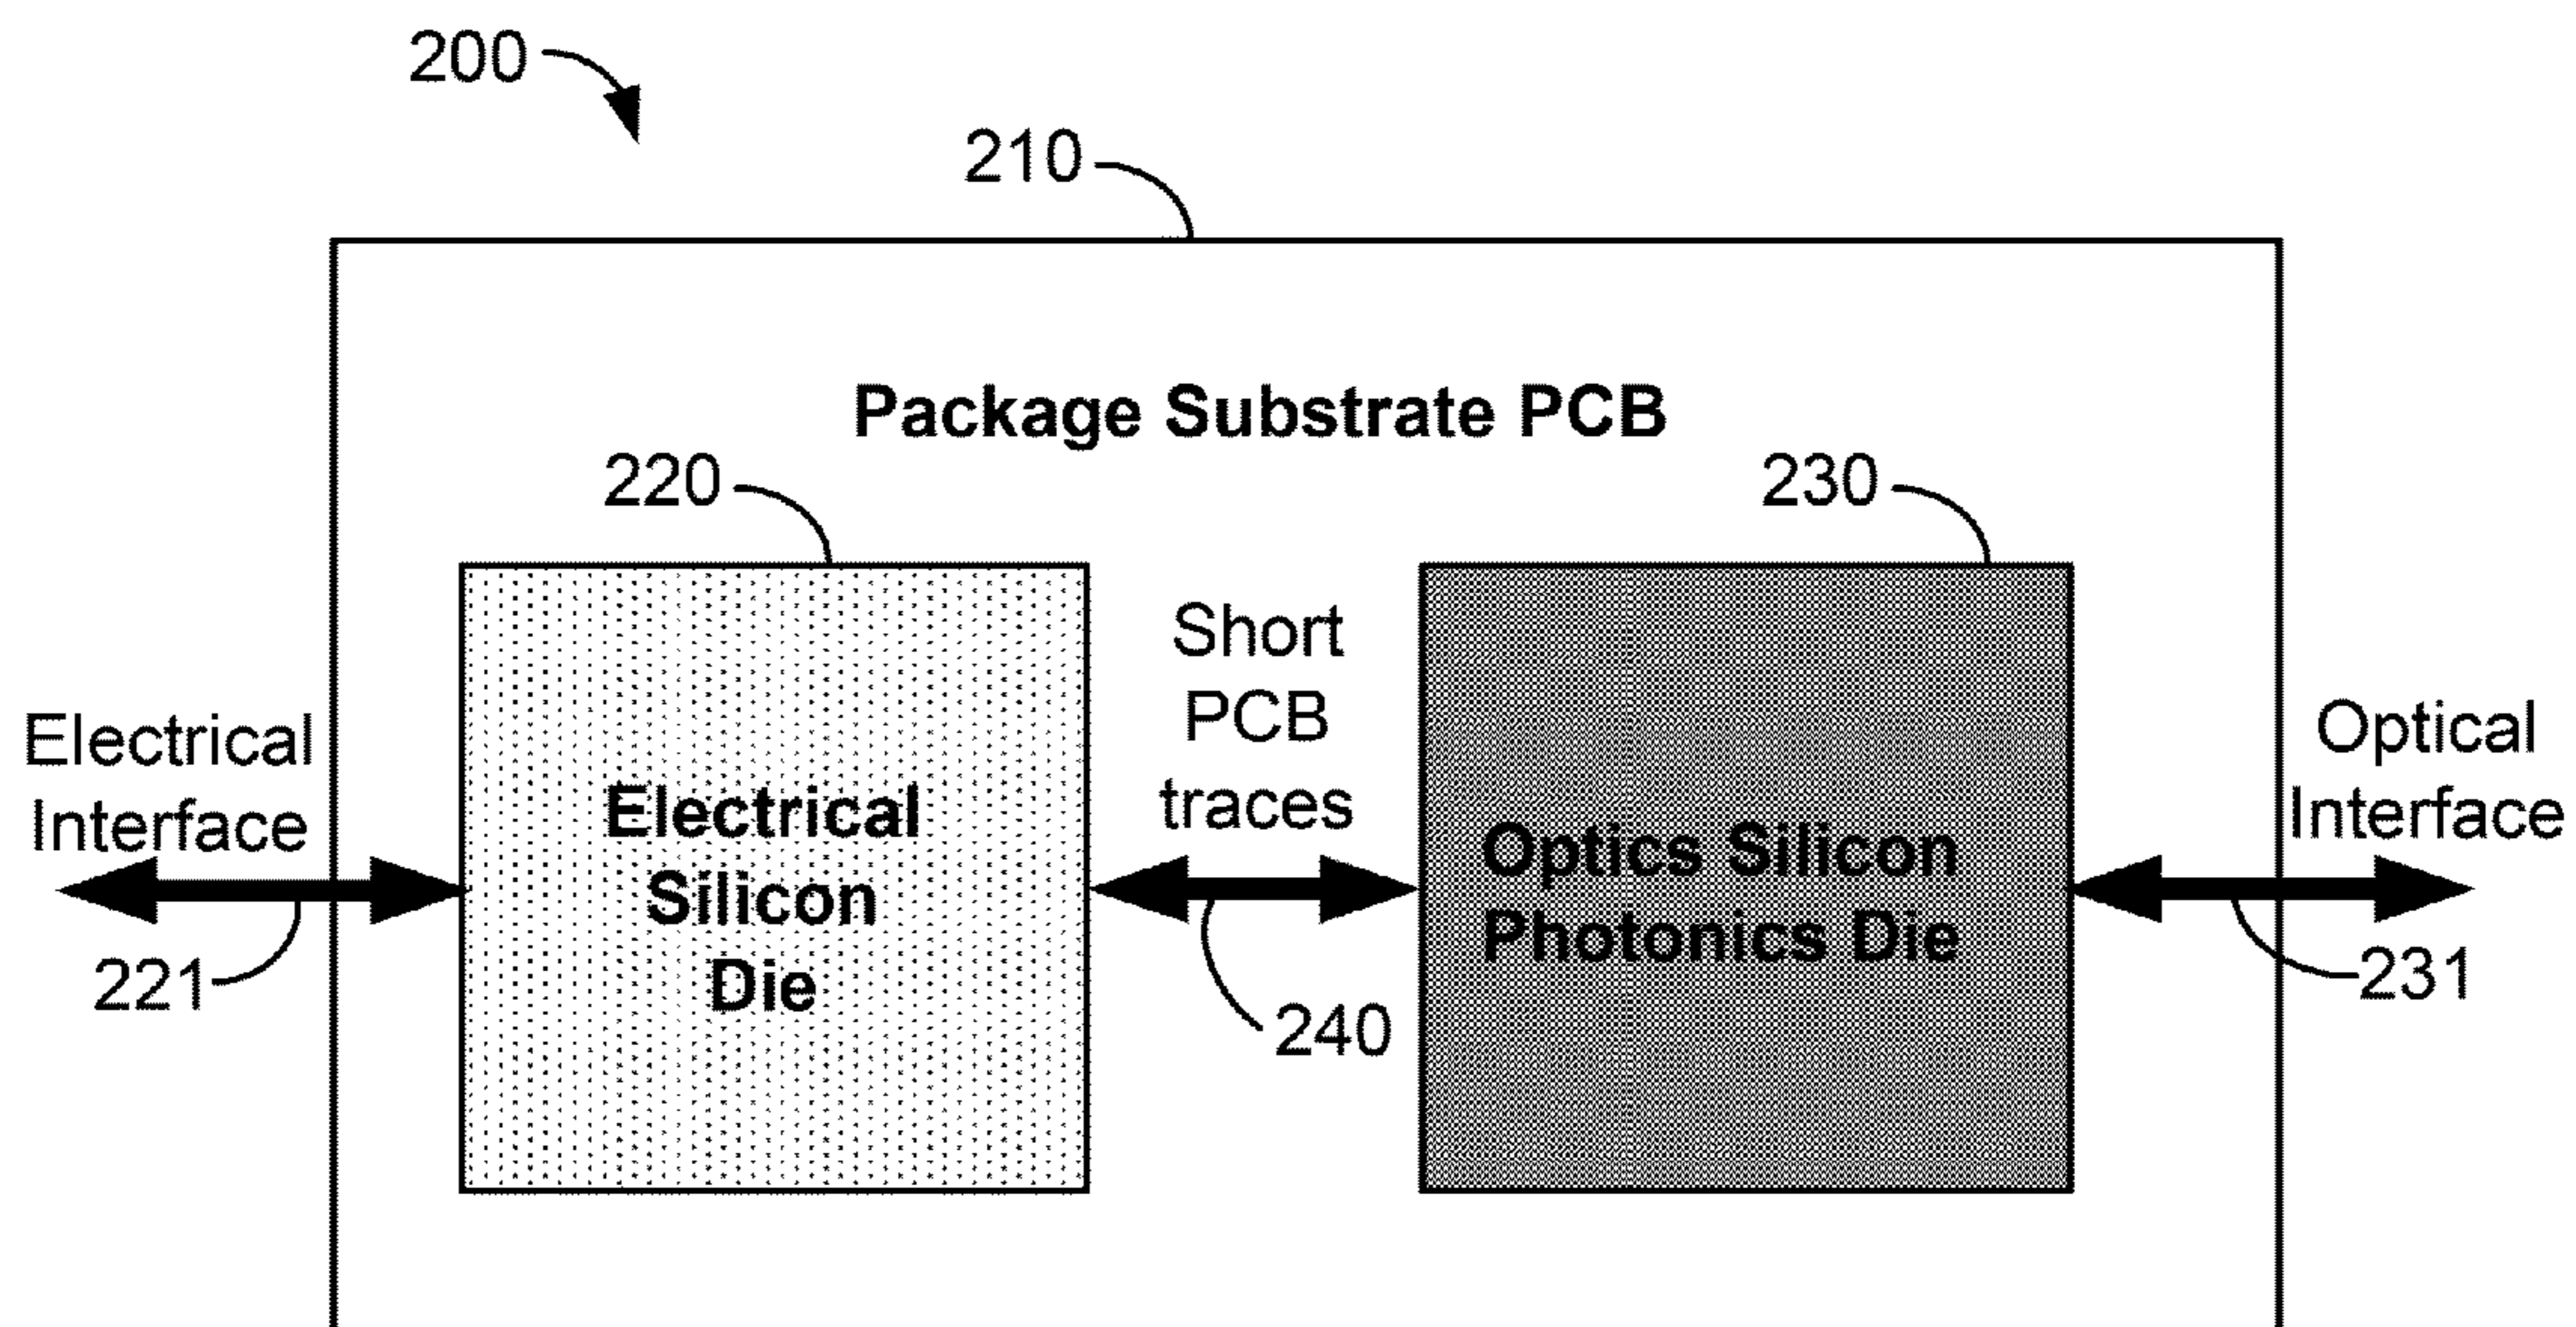 200
210
Package Substrate PCB
220
230
Short
PCB
traces
Electrical
Interface
Electrical
Silicon
Die
Optics Silicon
Photonics Die
Optical
Interface
221
240
231